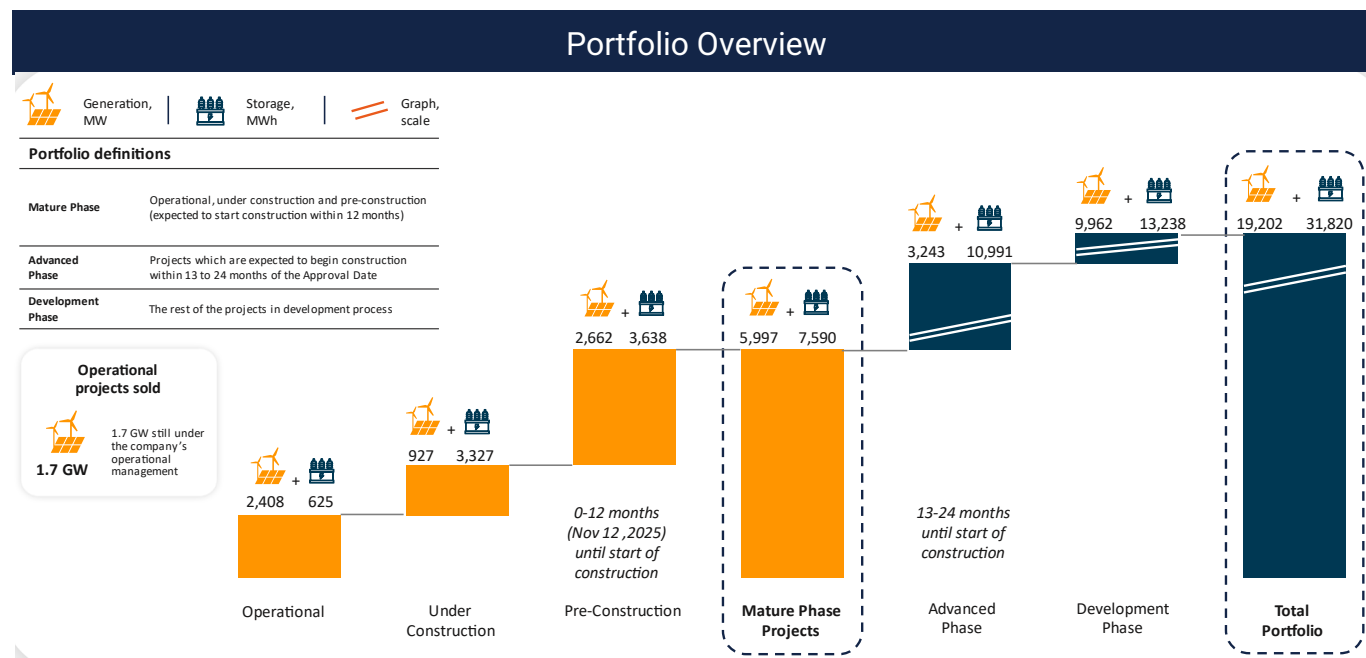 Portfolio Overview
Generation,
MW
Storage,
MWh
Graph,
scale
Portfolio definitions
Mature Phase
Operational, under construction and pre-construction
(expected to start construction within 12 months)
Advanced
Phase
Projects which are expected to begin construction
within 13 to 24 months of the Approval Date
Development
Phase
The rest of the projects in development process
Operational
projects sold
1.7 GW
1.7 GW still under
the company's
operational
management
+
2,408 625
+
927 3,327
+
2,662 3,638
+
5,997 7,590
+
3,243 10,991
+
9,962 13,238
+
19,202 31,820
0-12 months
(Nov 12 ,2025)
until start of
construction
13-24 months
until start of
construction
Operational
Under
Construction
Pre-Construction
Mature Phase
Projects
Advanced
Phase
Development
Phase
Total
Portfolio